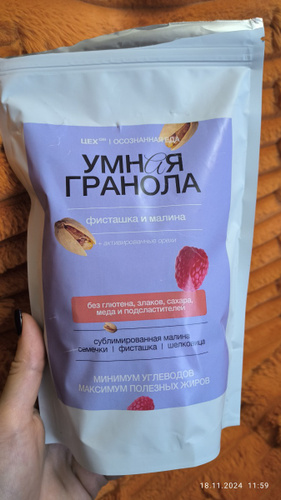 ЦЕХ™ | ОСОЗНАННАЯ ЕДА
УМНАЯ
ГРАНОЛА
фисташка и малина
+ активированные орехи
без глютена, злаков, сахара,
меда и подсластителей
сублимированная малина
семечки | фисташка | шелковица
МИНИМУМ УГЛЕВОДОВ
МАКСИМУМ ПОЛЕЗНЫХ ЖИРОВ
18.11.2024 11:59